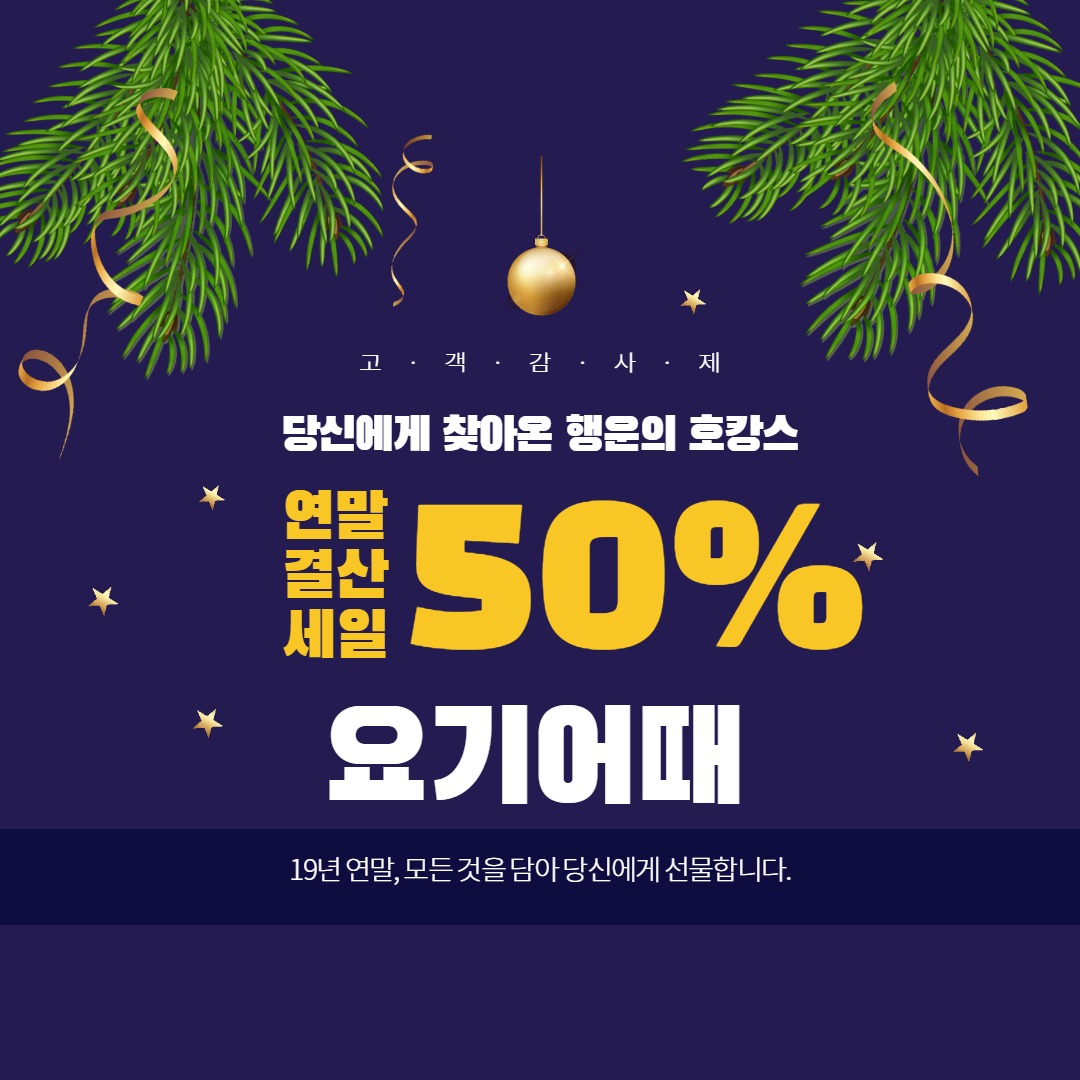 고 · 객 · 감 · 사 · 제
당신에게 찾아온 행운의 호캉스
연말
결산
세일
50%
요기어때
19년 연말, 모든 것을 담아 당신에게 선물합니다.